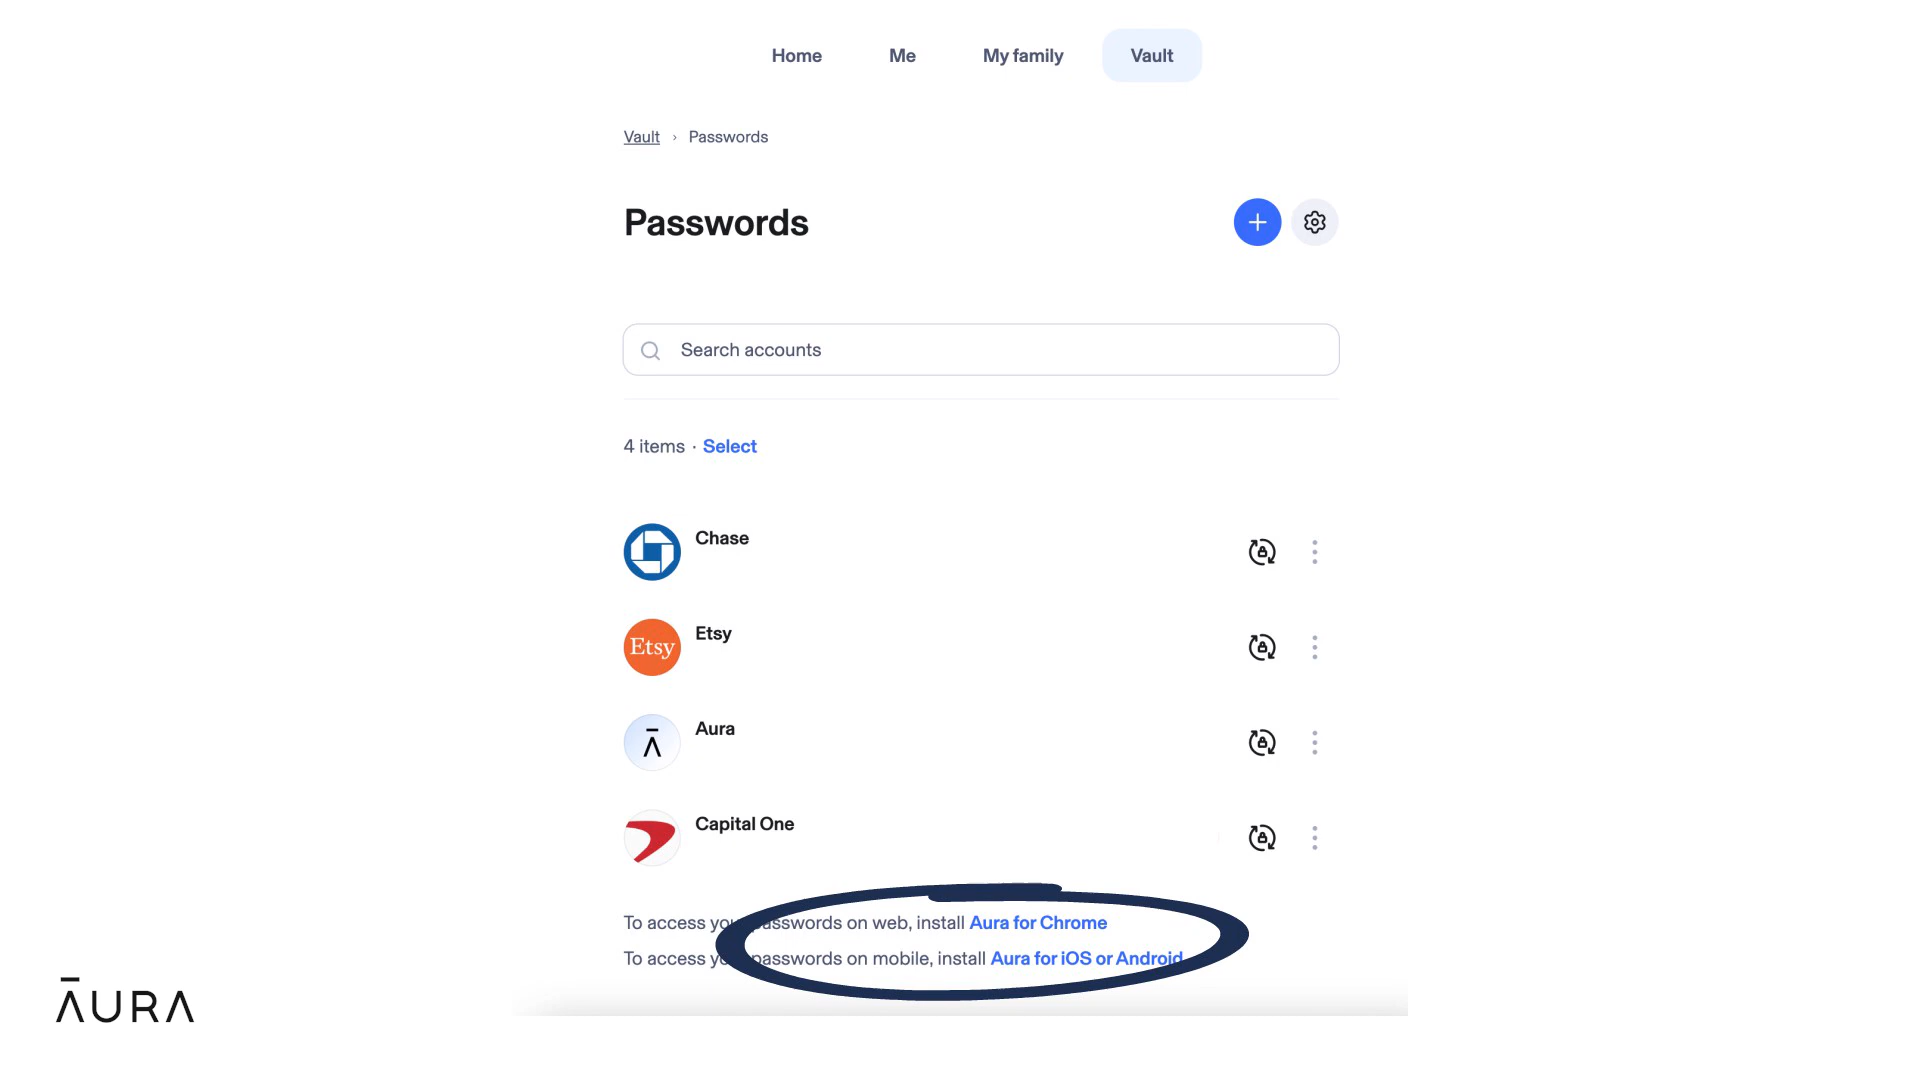 Home Me My family Vault
Vault › Passwords
Passwords
Search accounts
4 items · Select
Chase
Etsy
Etsy
Aura
Capital One
To access you passwords on web, install Aura for Chrome
To access yo passwords on mobile, install Aura for iOS or Android
ĀURA